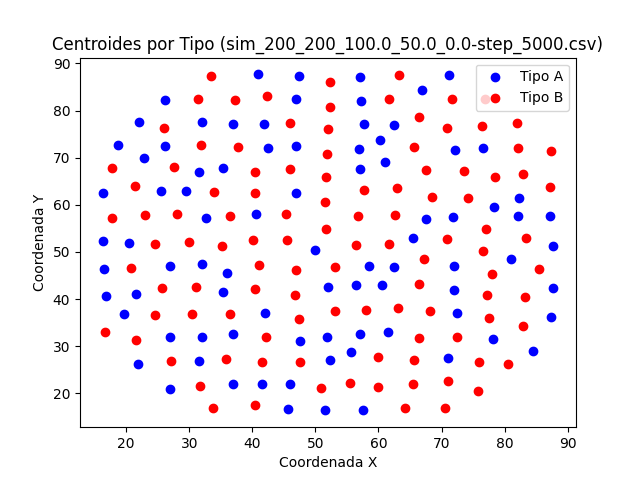 Centroides por Tipo (sim_200_200_100.0_50.0_0.0-step_5000.csv)
Tipo A
Tipo B
90
80
70
60
50
40
30
20
Coordenada Y
20 30 40 50 60 70 80 90
Coordenada X